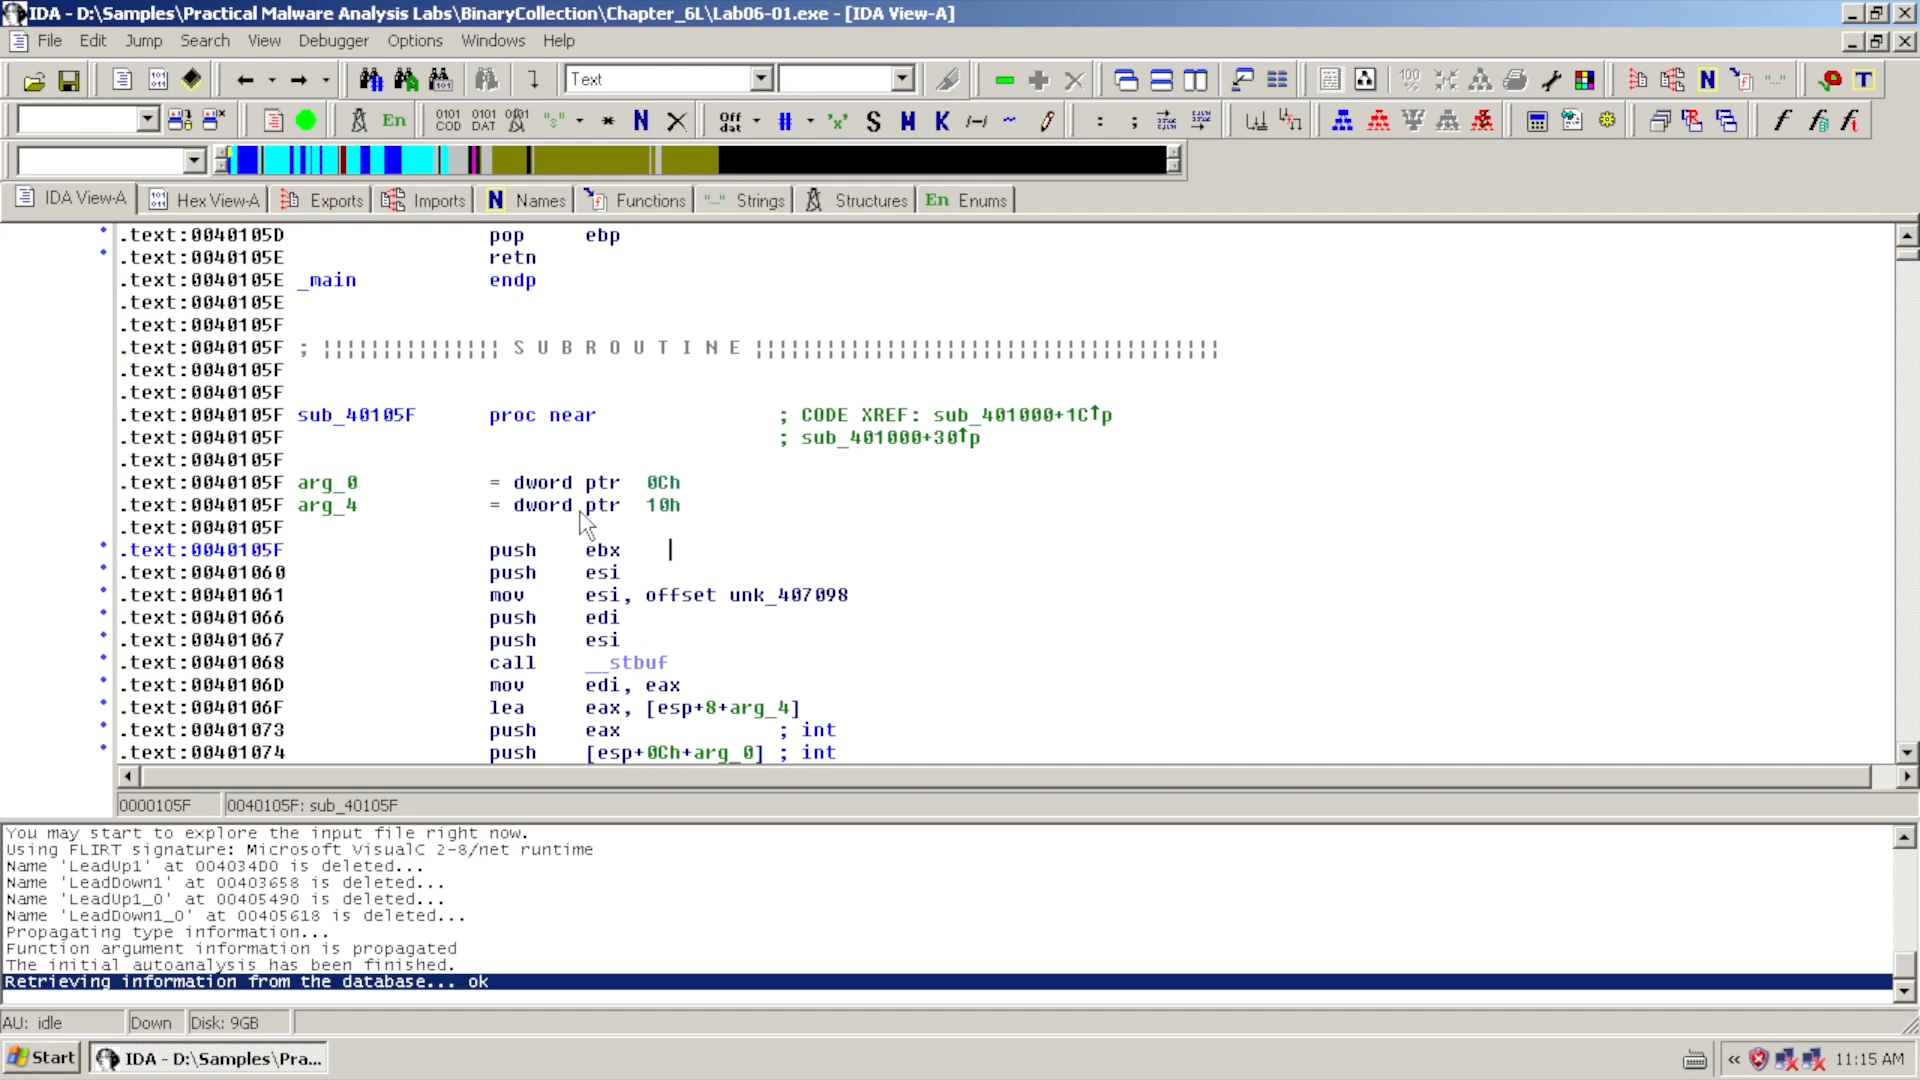 IDA - D:\Samples\Practical Malware Analysis Labs\BinaryCollection\Chapter_6L\Lab06-01.exe - [IDA View-A]
File Edit Jump Search View Debugger Options Windows Help
Text
En
Off dat
S M K
N
T
IDA View-A Hex View-A Exports Imports N Names Functions Strings Structures En Enums
.text:0040105D pop ebp
.text:0040105E retn
.text:0040105E _main endp
.text:0040105E
.text:0040105F
.text:0040105F ; ¦¦¦¦¦¦¦¦¦¦¦¦¦¦¦ S U B R O U T I N E ¦¦¦¦¦¦¦¦¦¦¦¦¦¦¦¦¦¦¦¦¦¦¦¦¦¦¦¦¦¦¦¦¦¦¦¦¦¦¦
.text:0040105F
.text:0040105F
.text:0040105F sub_40105F proc near ; CODE XREF: sub_401000+1C↑p
.text:0040105F ; sub_401000+30↑p
.text:0040105F
.text:0040105F arg_0 = dword ptr 0Ch
.text:0040105F arg_4 = dword ptr 10h
.text:0040105F
.text:0040105F push ebx
.text:00401060 push esi
.text:00401061 mov esi, offset unk_407098
.text:00401066 push edi
.text:00401067 push esi
.text:00401068 call __stbuf
.text:0040106D mov edi, eax
.text:0040106F lea eax, [esp+8+arg_4]
.text:00401073 push eax ; int
.text:00401074 push [esp+0Ch+arg_0] ; int
0000105F 0040105F: sub_40105F
You may start to explore the input file right now.
Using FLIRT signature: Microsoft VisualC 2-8/net runtime
Name 'LeadUp1' at 004034D0 is deleted...
Name 'LeadDown1' at 00403658 is deleted...
Name 'LeadUp1_0' at 00405490 is deleted...
Name 'LeadDown1_0' at 00405618 is deleted...
Propagating type information...
Function argument information is propagated
The initial autoanalysis has been finished.
Retrieving information from the database... ok
AU: idle Down Disk: 9GB
Start IDA - D:\Samples\Pra... « 11:15 AM